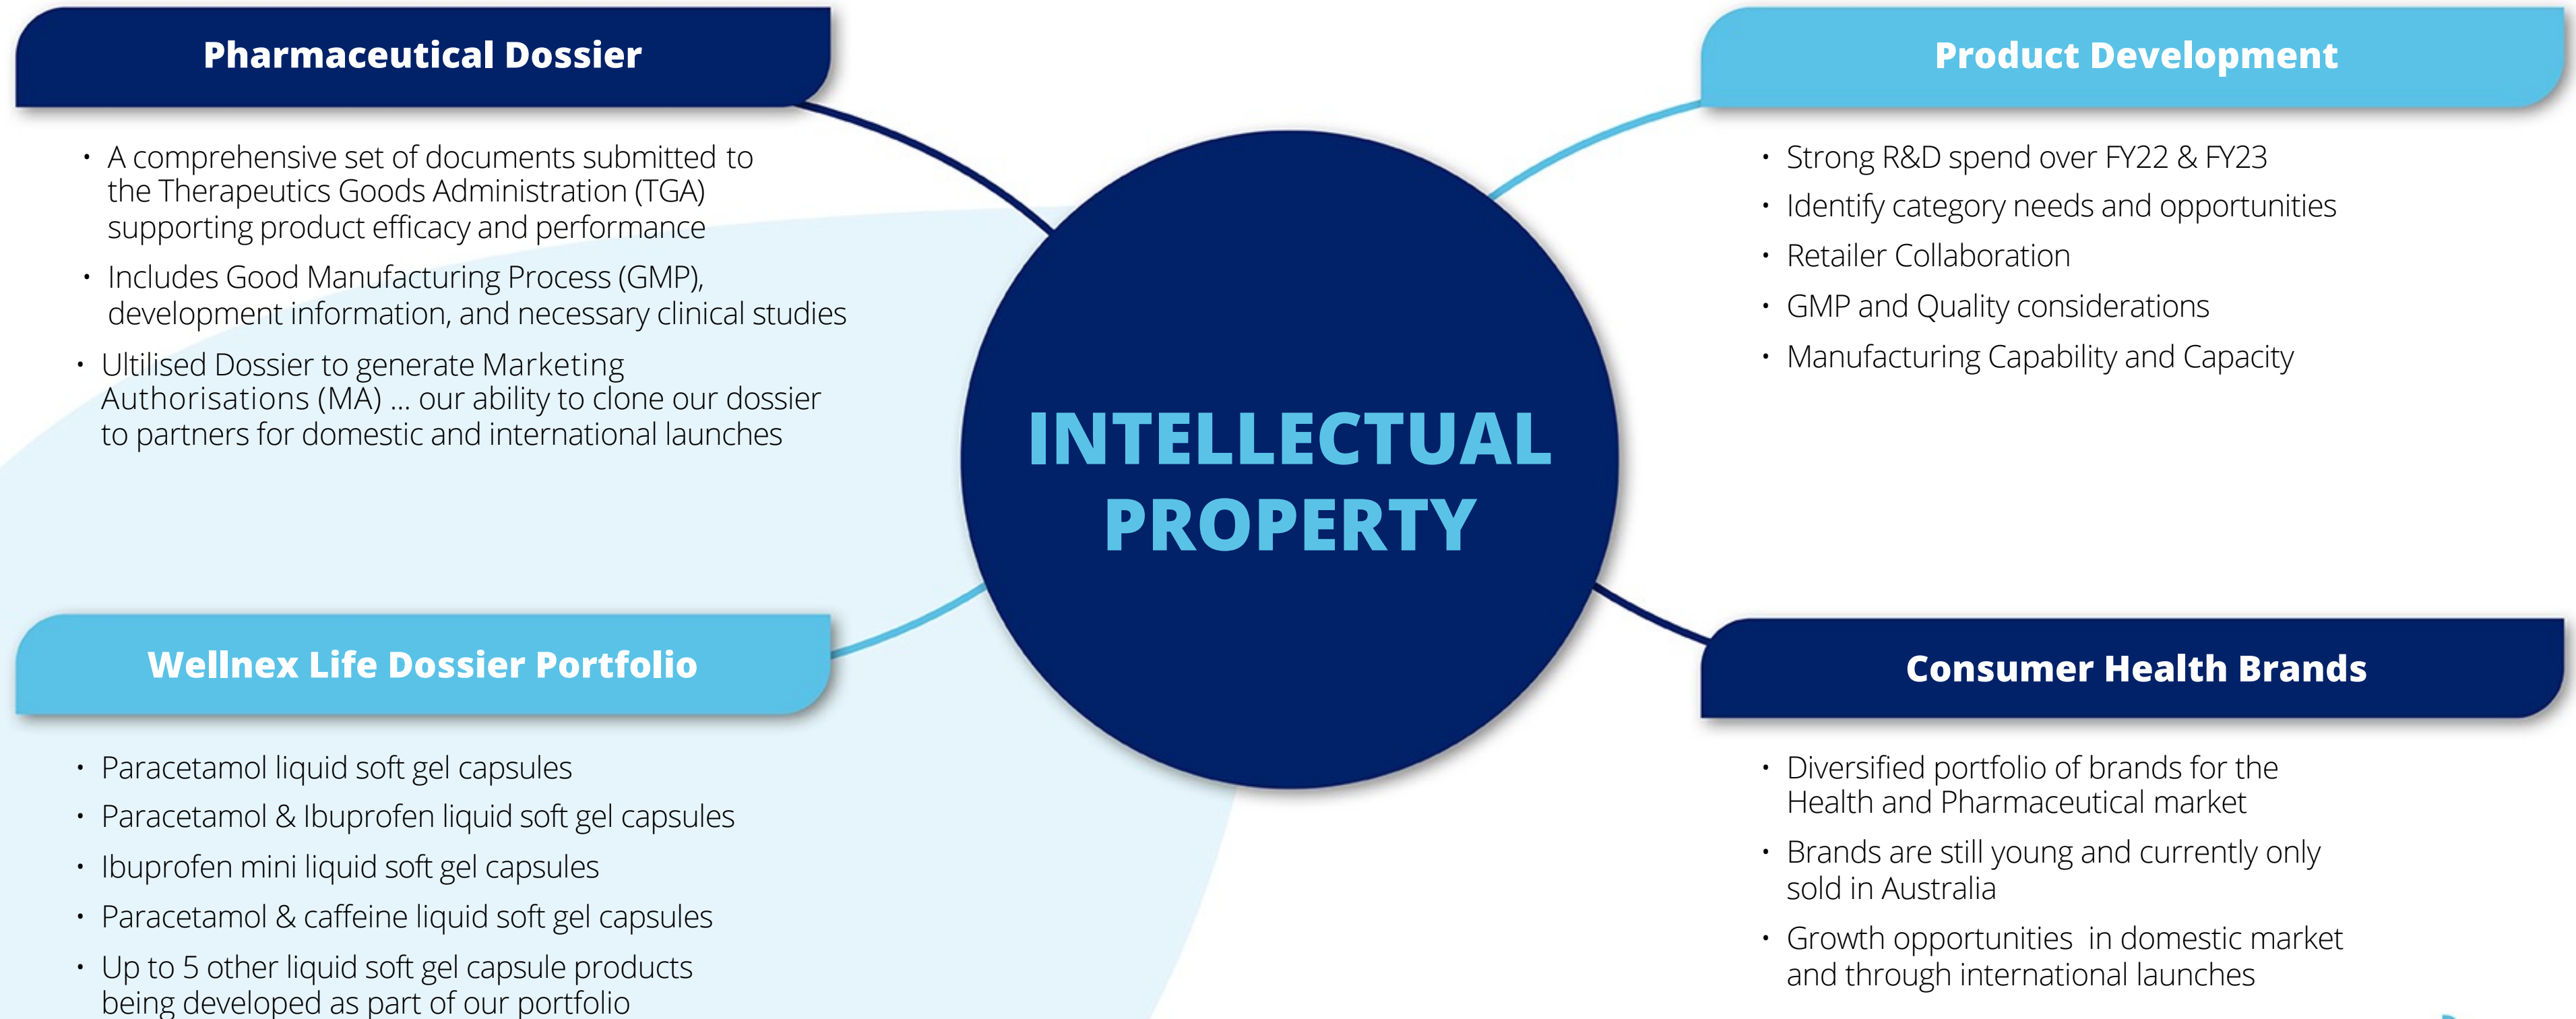 Pharmaceutical Dossier
• A comprehensive set of documents submitted to
the Therapeutics Goods Administration (TGA)
supporting product efficacy and performance
• Includes Good Manufacturing Process (GMP),
development information, and necessary clinical studies
• Ultilised Dossier to generate Marketing
Authorisations (MA) ... our ability to clone our dossier
to partners for domestic and international launches
Product Development
• Strong R&D spend over FY22 & FY23
• Identify category needs and opportunities
• Retailer Collaboration
• GMP and Quality considerations
• Manufacturing Capability and Capacity
INTELLECTUAL
PROPERTY
Wellnex Life Dossier Portfolio
• Paracetamol liquid soft gel capsules
• Paracetamol & Ibuprofen liquid soft gel capsules
• Ibuprofen mini liquid soft gel capsules
• Paracetamol & caffeine liquid soft gel capsules
• Up to 5 other liquid soft gel capsule products
being developed as part of our portfolio
Consumer Health Brands
• Diversified portfolio of brands for the
Health and Pharmaceutical market
• Brands are still young and currently only
sold in Australia
• Growth opportunities  in domestic market
and through international launches